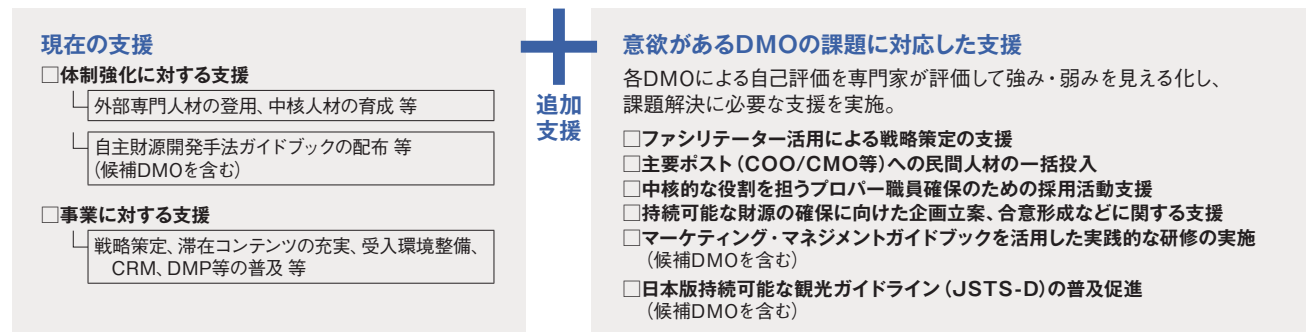 現在の支援
□体制強化に対する支援
外部専門人材の登用、中核人材の育成 等
自主財源開発手法ガイドブックの配布 等
(候補DMOを含む)
□事業に対する支援
戦略策定、滞在コンテンツの充実、受入環境整備、
CRM、DMP等の普及 等
追加
支援
意欲があるDMOの課題に対応した支援
各DMOによる自己評価を専門家が評価して強み・弱みを見える化し、
課題解決に必要な支援を実施。
□ファシリテーター活用による戦略策定の支援
□主要ポスト(COO/CMO等)への民間人材の一括投入
□中核的な役割を担うプロパー職員確保のための採用活動支援
□持続可能な財源の確保に向けた企画立案、合意形成などに関する支援
□マーケティング・マネジメントガイドブックを活用した実践的な研修の実施
(候補DMOを含む)
□日本版持続可能な観光ガイドライン(JSTS-D)の普及促進
(候補DMOを含む)